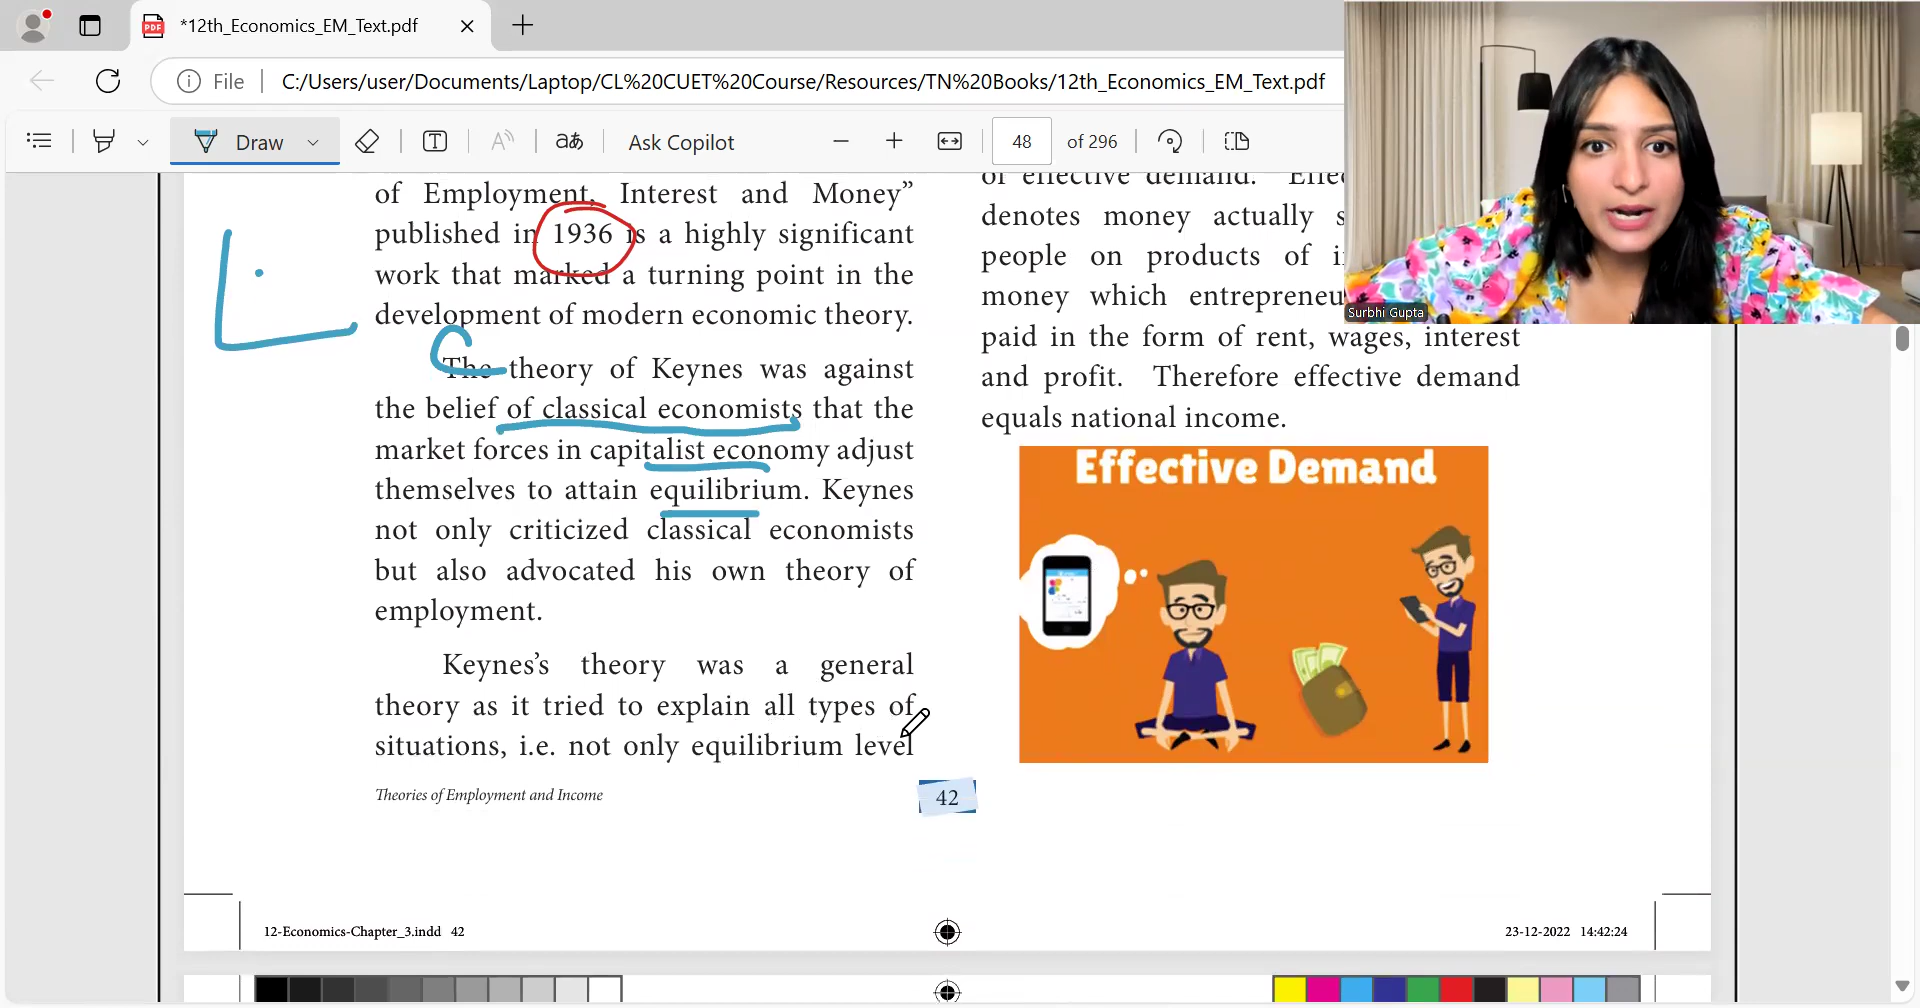 *12th_Economics_EM_Text.pdf
File
C:/Users/user/Documents/Laptop/CL%20CUET%20Course/Resources/TN%20Books/12th_Economics_EM_Text.pdf
Draw
Ask Copilot
48 of 296
of Employment, Interest and Money”
published in 1936 is a highly significant
work that marked a turning point in the
development of modern economic theory.
The theory of Keynes was against
the belief of classical economists that the
market forces in capitalist economy adjust
themselves to attain equilibrium. Keynes
not only criticized classical economists
but also advocated his own theory of
employment.
Keynes’s theory was a general
theory as it tried to explain all types of
situations, i.e. not only equilibrium level
of effective demand.
denotes money actually
people on products of
money which
paid in the form of rent, wages, interest
and profit. Therefore effective demand
equals national income.
Effective Demand
Surbhi Gupta
Theories of Employment and Income
42
12-Economics-Chapter_3.indd 42
23-12-2022 14:42:24